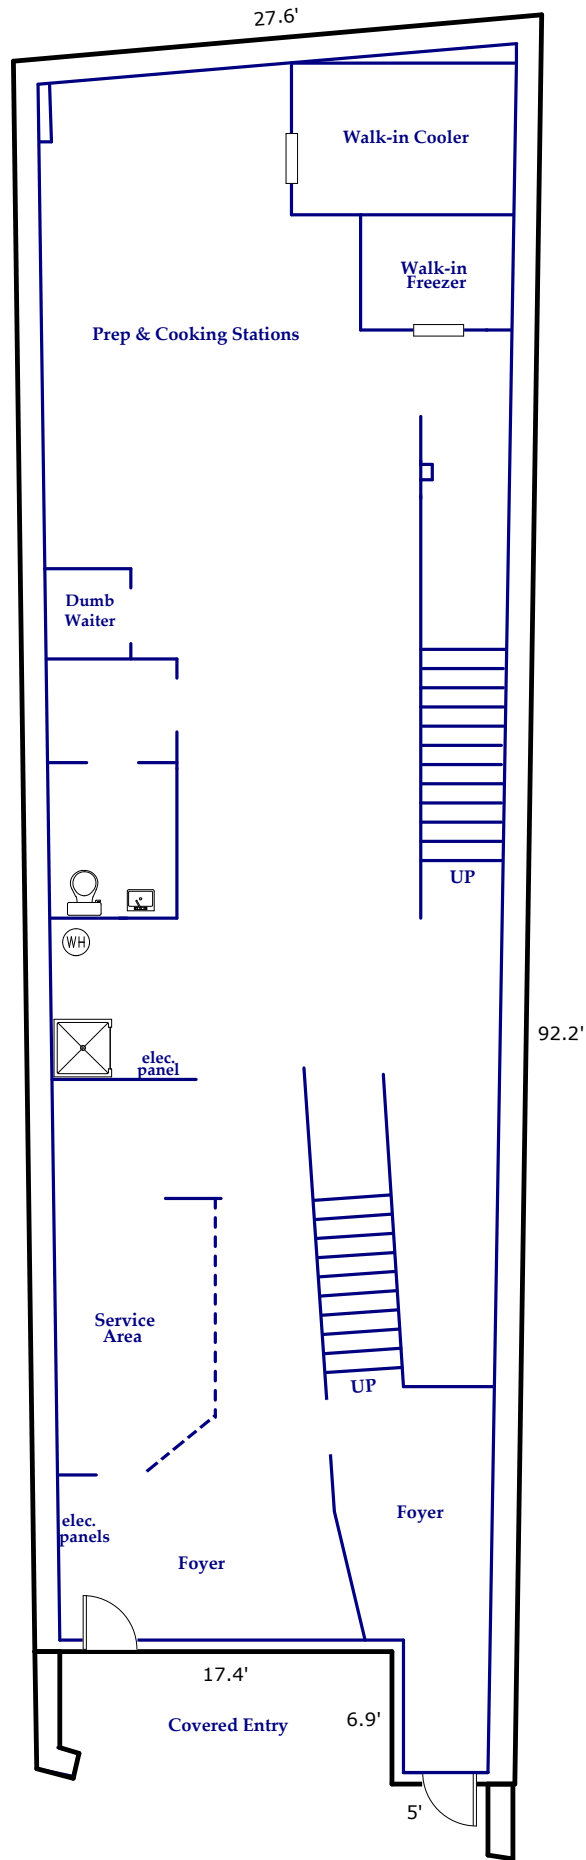 27.6'
Walk-in Cooler
Walk-in
Freezer
Prep & Cooking Stations
Dumb
Waiter
UP
WH
92.2'
elec.
panel
Service
Area
UP
elec.
panels
Foyer
Foyer
17.4'
6.9'
Covered Entry
5'